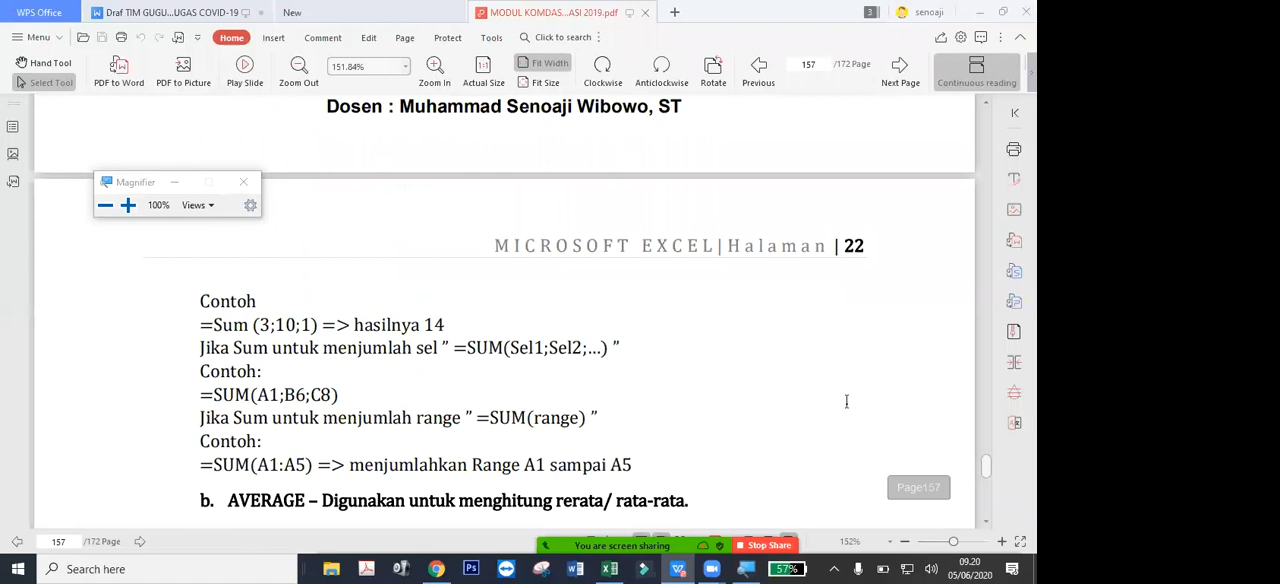 WPS Office
Draf TIM GUGU...UGAS COVID-19
New
MODUL KOMDAS...ASI 2019.pdf
3
senoaji
Menu
Home
Insert
Comment
Edit
Page
Protect
Tools
Click to search
Hand Tool
Select Tool
PDF to Word
PDF to Picture
Play Slide
Zoom Out
151.84%
Zoom In
Actual Size
Fit Width
Fit Size
Clockwise
Anticlockwise
Rotate
Previous
157
/172 Page
Next Page
Continuous reading
Dosen : Muhammad Senoaji Wibowo, ST
Magnifier
100%
Views
MICROSOFT EXCEL|Halaman | 22
Contoh
=Sum (3;10;1) => hasilnya 14
Jika Sum untuk menjumlah sel ” =SUM(Sel1;Sel2;…) ”
Contoh:
=SUM(A1;B6;C8)
Jika Sum untuk menjumlah range ” =SUM(range) ”
Contoh:
=SUM(A1:A5) => menjumlahkan Range A1 sampai A5
b. AVERAGE – Digunakan untuk menghitung rerata/ rata-rata.
Page157
157
/172 Page
You are screen sharing
Stop Share
152%
Search here
57%
09.20
05/06/2020